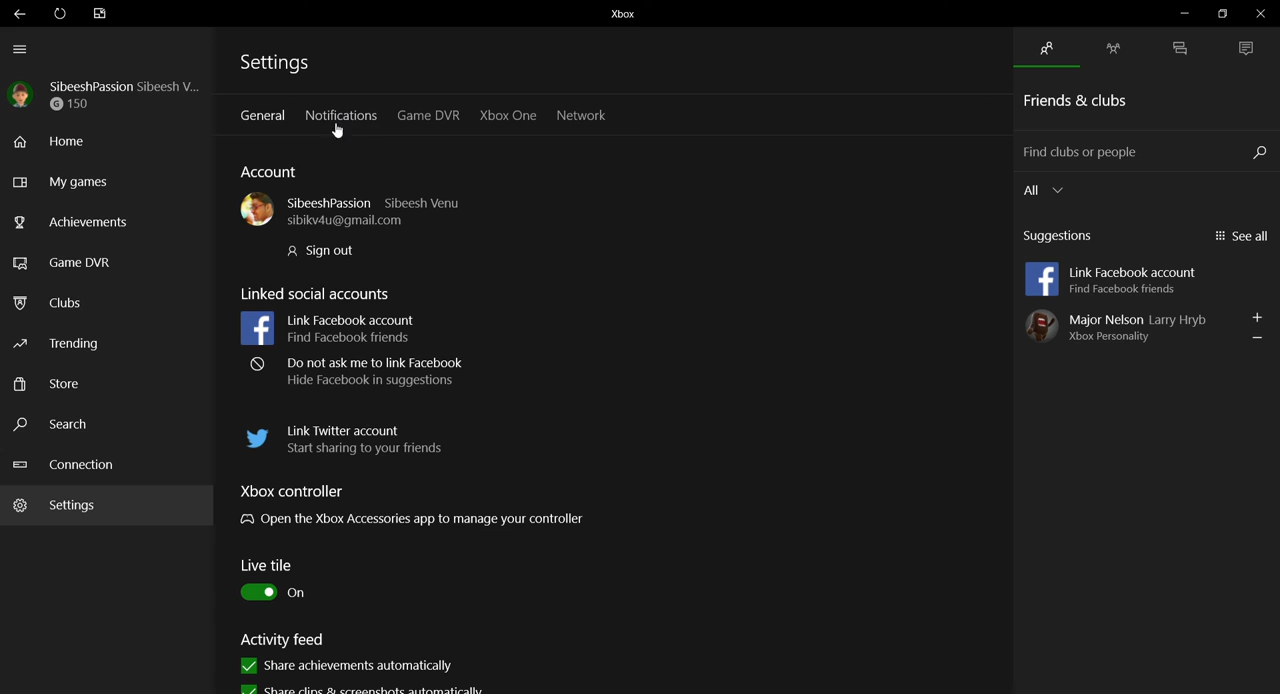 Xbox
SibeeshPassion Sibeesh V...
G 150
Home
My games
Achievements
Game DVR
Clubs
Trending
Store
Search
Connection
Settings
Settings
General Notifications Game DVR Xbox One Network
Account
SibeeshPassion Sibeesh Venu
sibikv4u@gmail.com
Sign out
Linked social accounts
Link Facebook account
Find Facebook friends
Do not ask me to link Facebook
Hide Facebook in suggestions
Link Twitter account
Start sharing to your friends
Xbox controller
Open the Xbox Accessories app to manage your controller
Live tile
On
Activity feed
Share achievements automatically
Share clips & screenshots automatically
Friends & clubs
Find clubs or people
All
Suggestions See all
Link Facebook account
Find Facebook friends
Major Nelson Larry Hryb
Xbox Personality